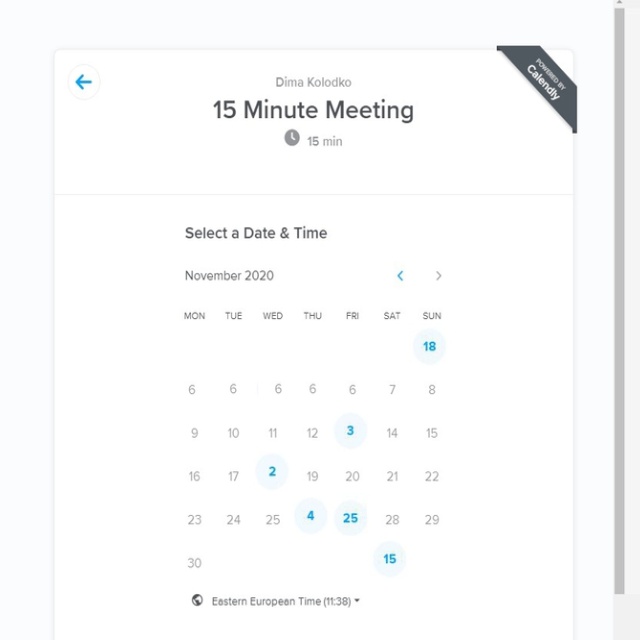 Dima Kolodko
15 Minute Meeting
15 min
POWERED BY
Calendly
Select a Date & Time
November 2020
MON TUE WED THU FRI SAT SUN
18
6 6 6 6 6 7 8
9 10 11 12 3 14 15
16 17 2 19 20 21 22
23 24 25 4 25 28 29
30 15
Eastern European Time (11:38)